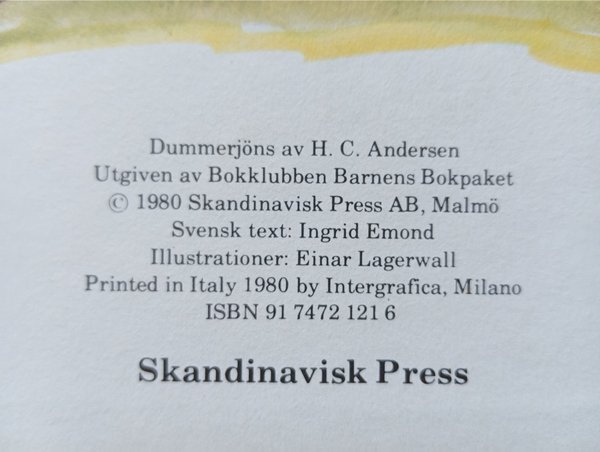 Dummerjöns av H. C. Andersen
Utgiven av Bokklubben Barnens Bokpaket
© 1980 Skandinavisk Press AB, Malmö
Svensk text: Ingrid Emond
Illustrationer: Einar Lagerwall
Printed in Italy 1980 by Intergrafica, Milano
ISBN 91 7472 121 6
Skandinavisk Press